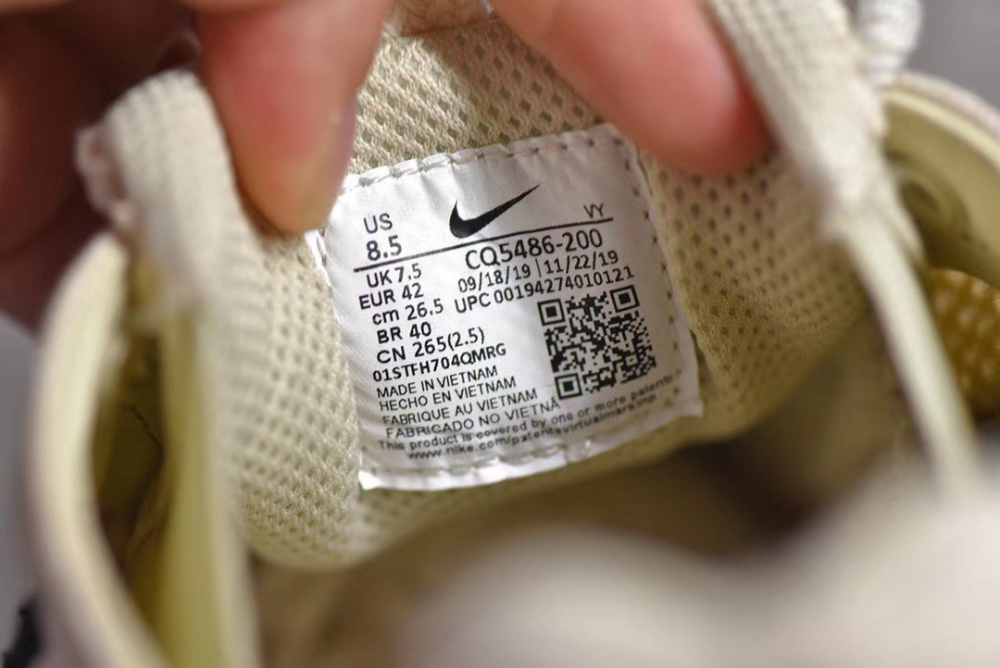 US
8.5
VY
UK 7,5
EUR 42
cm 26.5
BR 40
CN 265(2.5)
CQ5486-200
09/18/19 | 11/22/19
UPC 00194274010121
01STFH704QMRG
MADE IN VIETNAM
HECHO EN VIETNAM
FABRIQUE AU VIETNAM
FABRICADO NO VIETNÃ
This product is covered by one or more patents.
www.nike.com/patentsvirtualmarking